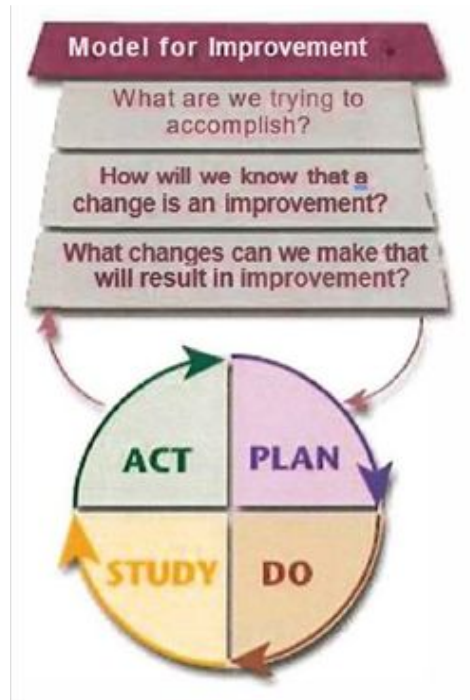 Model for Improvement
What are we trying to
accomplish?
How will we know that a
change is an improvement?
What changes can we make that
will result in improvement?
ACT
PLAN
STUDY
DO